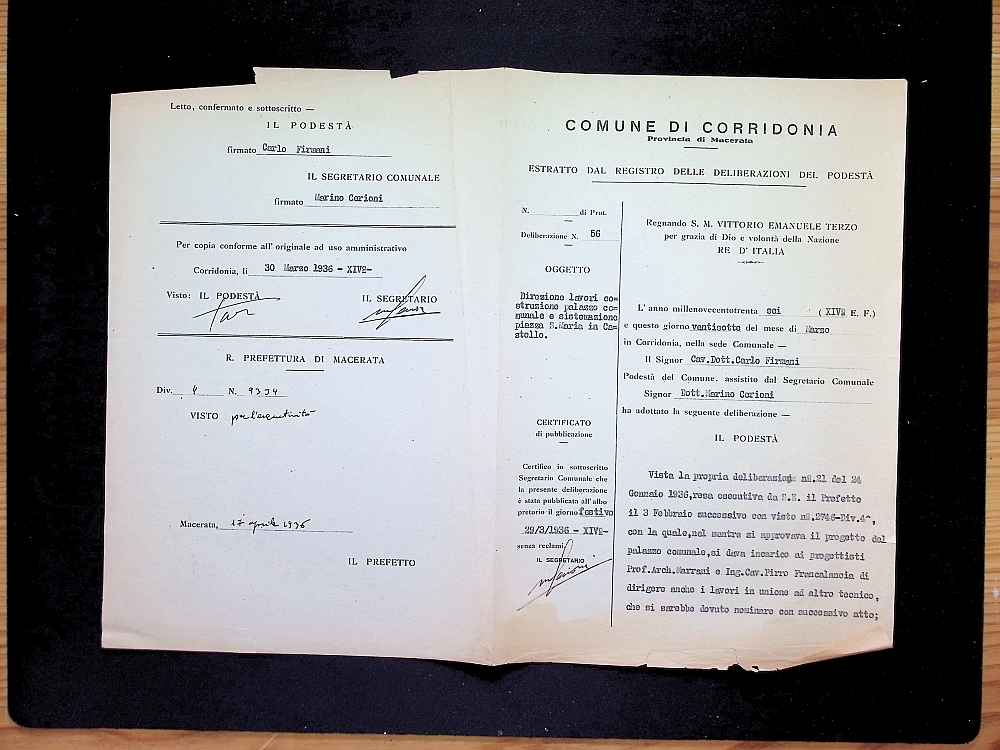 Letto, confermato e sottoscritto —
IL PODESTÀ
firmato Carlo Firmani
IL SEGRETARIO COMUNALE
firmato Marino Carioni
Per copia conforme all' originale ad uso amministrativo
Corridonia, li 30 Marzo 1936 - XIVº-
Visto: IL PODESTÀ
IL SEGRETARIO
R. PREFETTURA DI MACERATA
Div. 4 N. 9334
VISTO per l'esecutività
Macerata, 17 aprile 1936
IL PREFETTO
COMUNE DI CORRIDONIA
Provincia di Macerata
ESTRATTO DAL REGISTRO DELLE DELIBERAZIONI DEL PODESTÀ
N. di Prot.
Deliberazione N. 56
OGGETTO
Direzione lavori co=
struzione palazzo co=
munale e sistemazione
piazza S.Maria in Ca=
stello.
CERTIFICATO
di pubblicazione
Certifico io sottoscritto
Segretario Comunale che
la presente deliberazione
è stata pubblicata all'albo
pretorio il giorno festivo
29/3/1936 - XIVº-
senza reclami.
IL SEGRETARIO
Regnando S. M. VITTORIO EMANUELE TERZO
per grazia di Dio e volontà della Nazione
RE D' ITALIA
L' anno millenovecentotrenta sei ( XIVº E. F.)
e questo giorno ventisette del mese di Marzo
in Corridonia, nella sede Comunale —
Il Signor Cav.Dott.Carlo Firmani
Podestà del Comune, assistito dal Segretario Comunale
Signor Dott.Marino Carioni
ha adottato la seguente deliberazione —
IL PODESTÀ
Vista la propria deliberazione nº.21 del 24
Gennaio 1936,resa esecutiva da S.E. il Prefetto
il 3 Febbraio successivo con visto nº.2746-Div.4^,
con la quale,nel mentre si approvava il progetto del
palazzo comunale,si dava incarico ai progettisti
Prof.Arch.Marrani e Ing.Cav.Pirro Francalancia di
dirigere anche i lavori in unione ad altro tecnico,
che si sarebbe dovuto nominare con successivo atto;